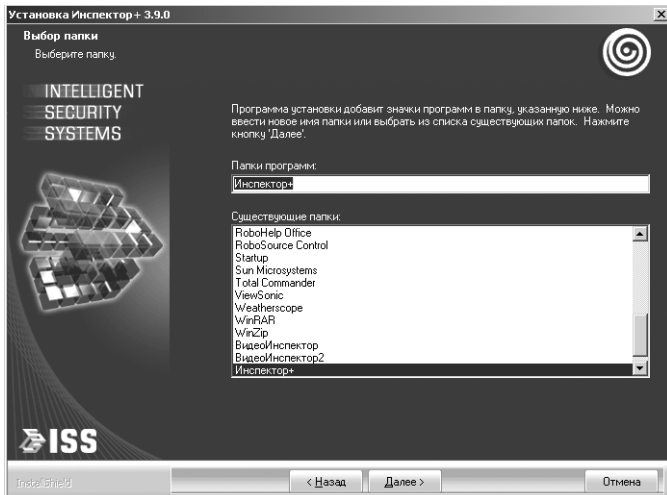 Установка Инспектор+ 3.9.0
Выбор папки
Выберите папку.
INTELLIGENT
SECURITY
SYSTEMS
Программа установки добавит значки программ в папку, указанную ниже. Можно
ввести новое имя папки или выбрать из списка существующих папок. Нажмите
кнопку 'Далее'.
Папки программ:
Инспектор+
Существующие папки:
RoboHelp Office
RoboSource Control
Startup
Sun Microsystems
Total Commander
ViewSonic
Weatherscope
WinRAR
WinZip
ВидеоИнспектор
ВидеоИнспектор2
Инспектор+
ISS
InstallShield
< Назад
Далее >
Отмена